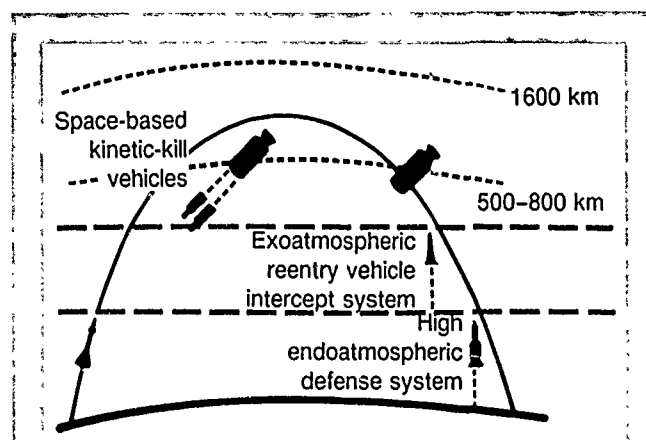 1600 km
Space-based
kinetic-kill
vehicles
500–800 km
Exoatmospheric
reentry vehicle
intercept system
High
endoatmospheric
defense system